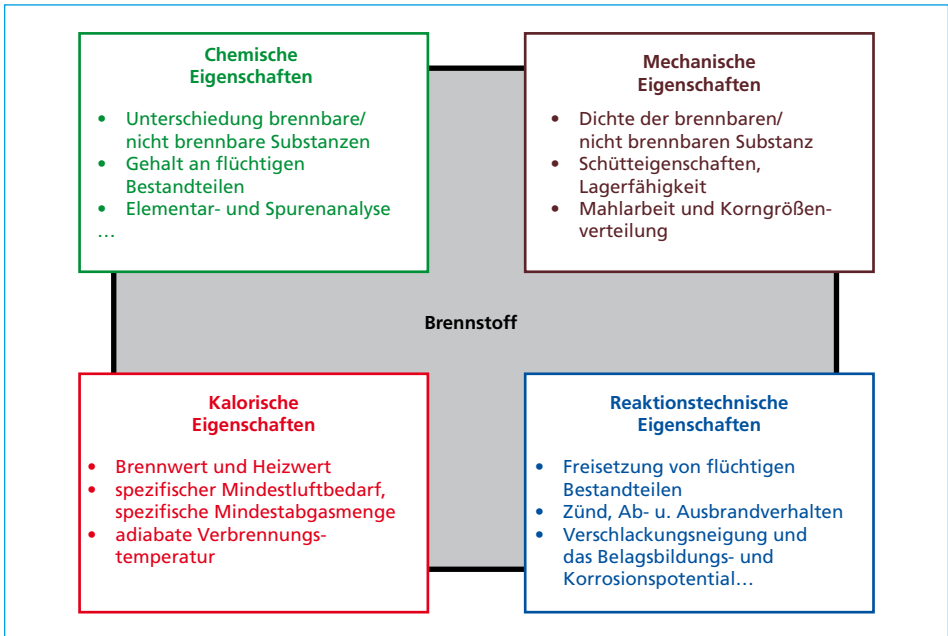 Chemische
Eigenschaften
• Unterschiedung brennbare/
nicht brennbare Substanzen
• Gehalt an flüchtigen
Bestandteilen
• Elementar- und Spurenanalyse
…
Mechanische
Eigenschaften
• Dichte der brennbaren/
nicht brennbaren Substanz
• Schütteigenschaften,
Lagerfähigkeit
• Mahlarbeit und Korngrößen-
verteilung
Brennstoff
Kalorische
Eigenschaften
• Brennwert und Heizwert
• spezifischer Mindestluftbedarf,
spezifische Mindestabgasmenge
• adiabate Verbrennungs-
temperatur
Reaktionstechnische
Eigenschaften
• Freisetzung von flüchtigen
Bestandteilen
• Zünd, Ab- u. Ausbrandverhalten
• Verschlackungsneigung und
das Belagsbildungs- und
Korrosionspotential…